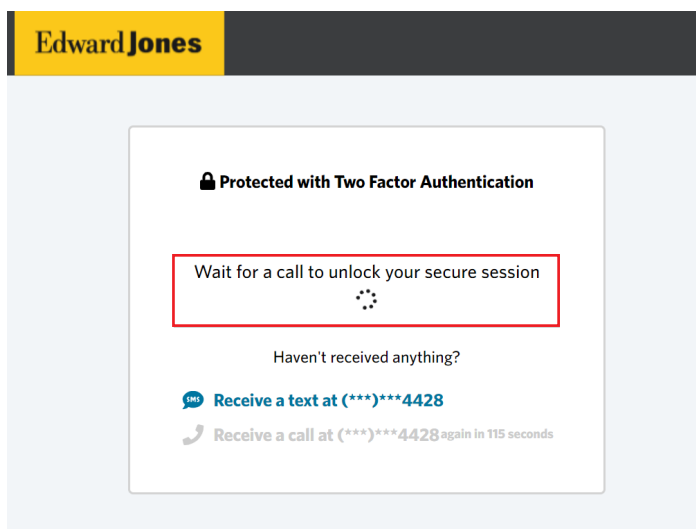 Edward Jones
Protected with Two Factor Authentication
Wait for a call to unlock your secure session
Haven't received anything?
SMS Receive a text at (***)***4428
Receive a call at (***)***4428 again in 115 seconds